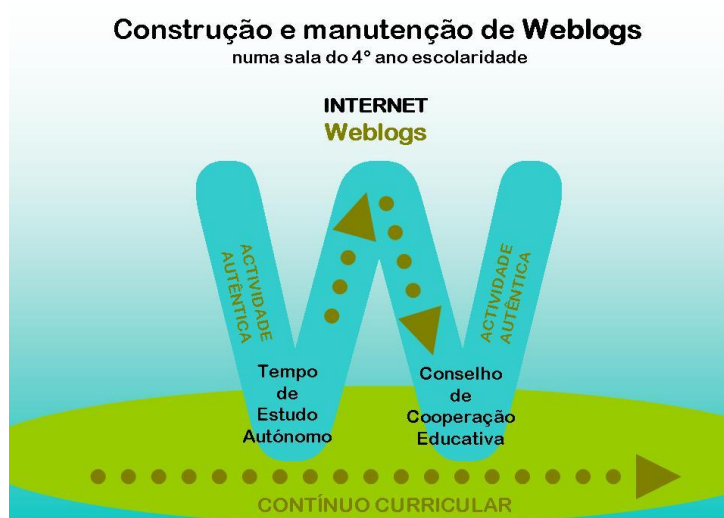 Construção e manutenção de Weblogs
numa sala do 4° ano escolaridade
INTERNET
Weblogs
ACTIVIDADE
AUTÊNTICA
ACTIVIDADE
AUTÊNTICA
Tempo
de
Estudo
Autónomo
Conselho
de
Cooperação
Educativa
CONTÍNUO CURRICULAR